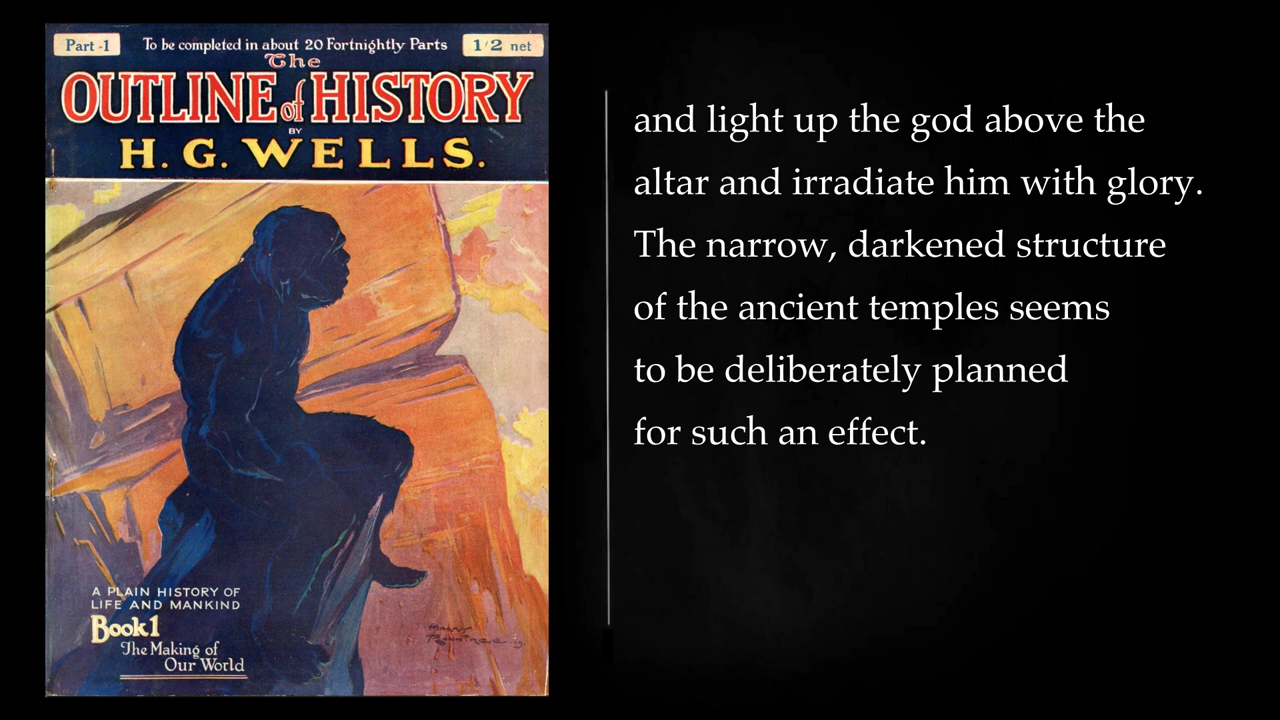 Part -1
To be completed in about 20 Fortnightly Parts
1/2 net
The
OUTLINE of HISTORY
BY
H. G. WELLS.
A PLAIN HISTORY OF
LIFE AND MANKIND
Book 1
The Making of
Our World
and light up the god above the
altar and irradiate him with glory.
The narrow, darkened structure
of the ancient temples seems
to be deliberately planned
for such an effect.